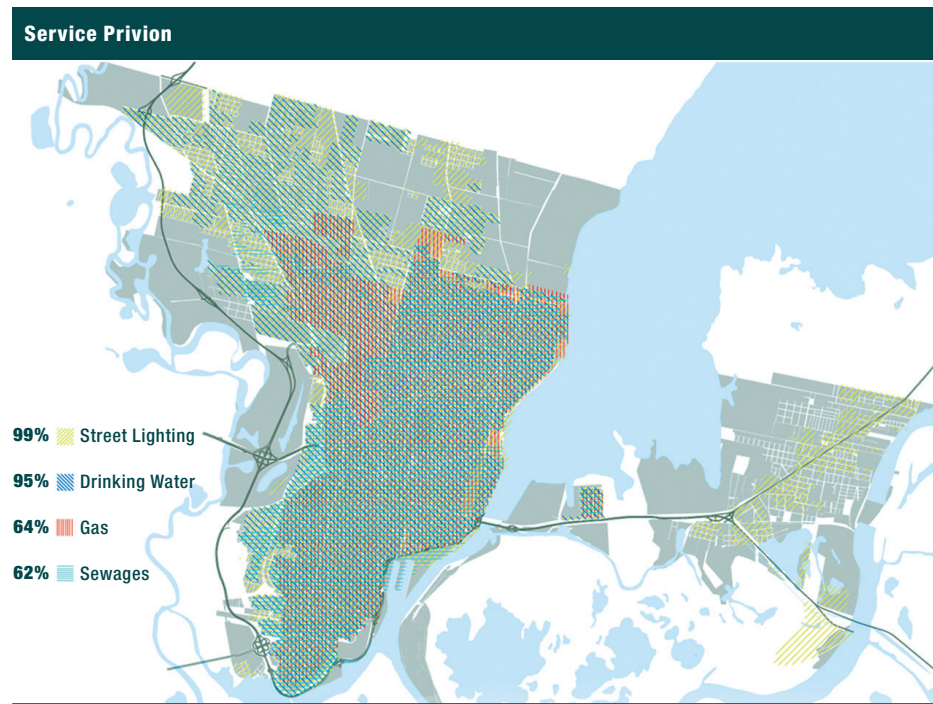 Service Privion
99% Street Lighting
95% Drinking Water
64% Gas
62% Sewages